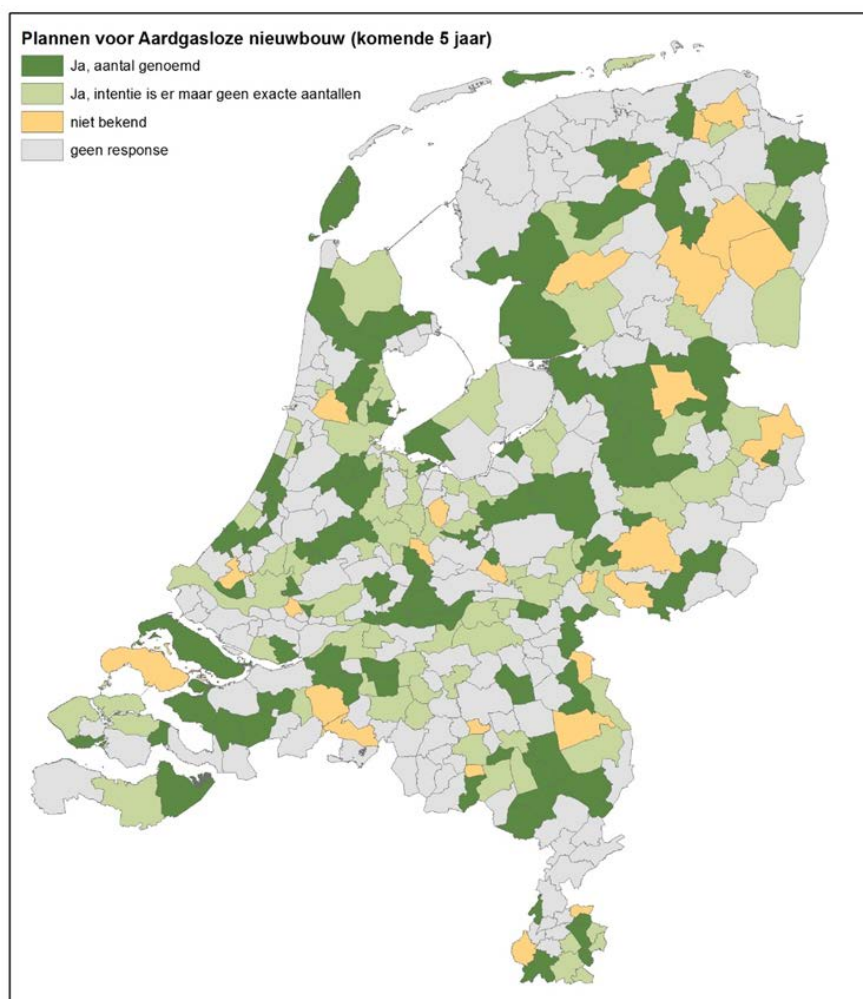 Plannen voor Aardgasloze nieuwbouw (komende 5 jaar)
Ja, aantal genoemd
Ja, intentie is er maar geen exacte aantallen
niet bekend
geen response